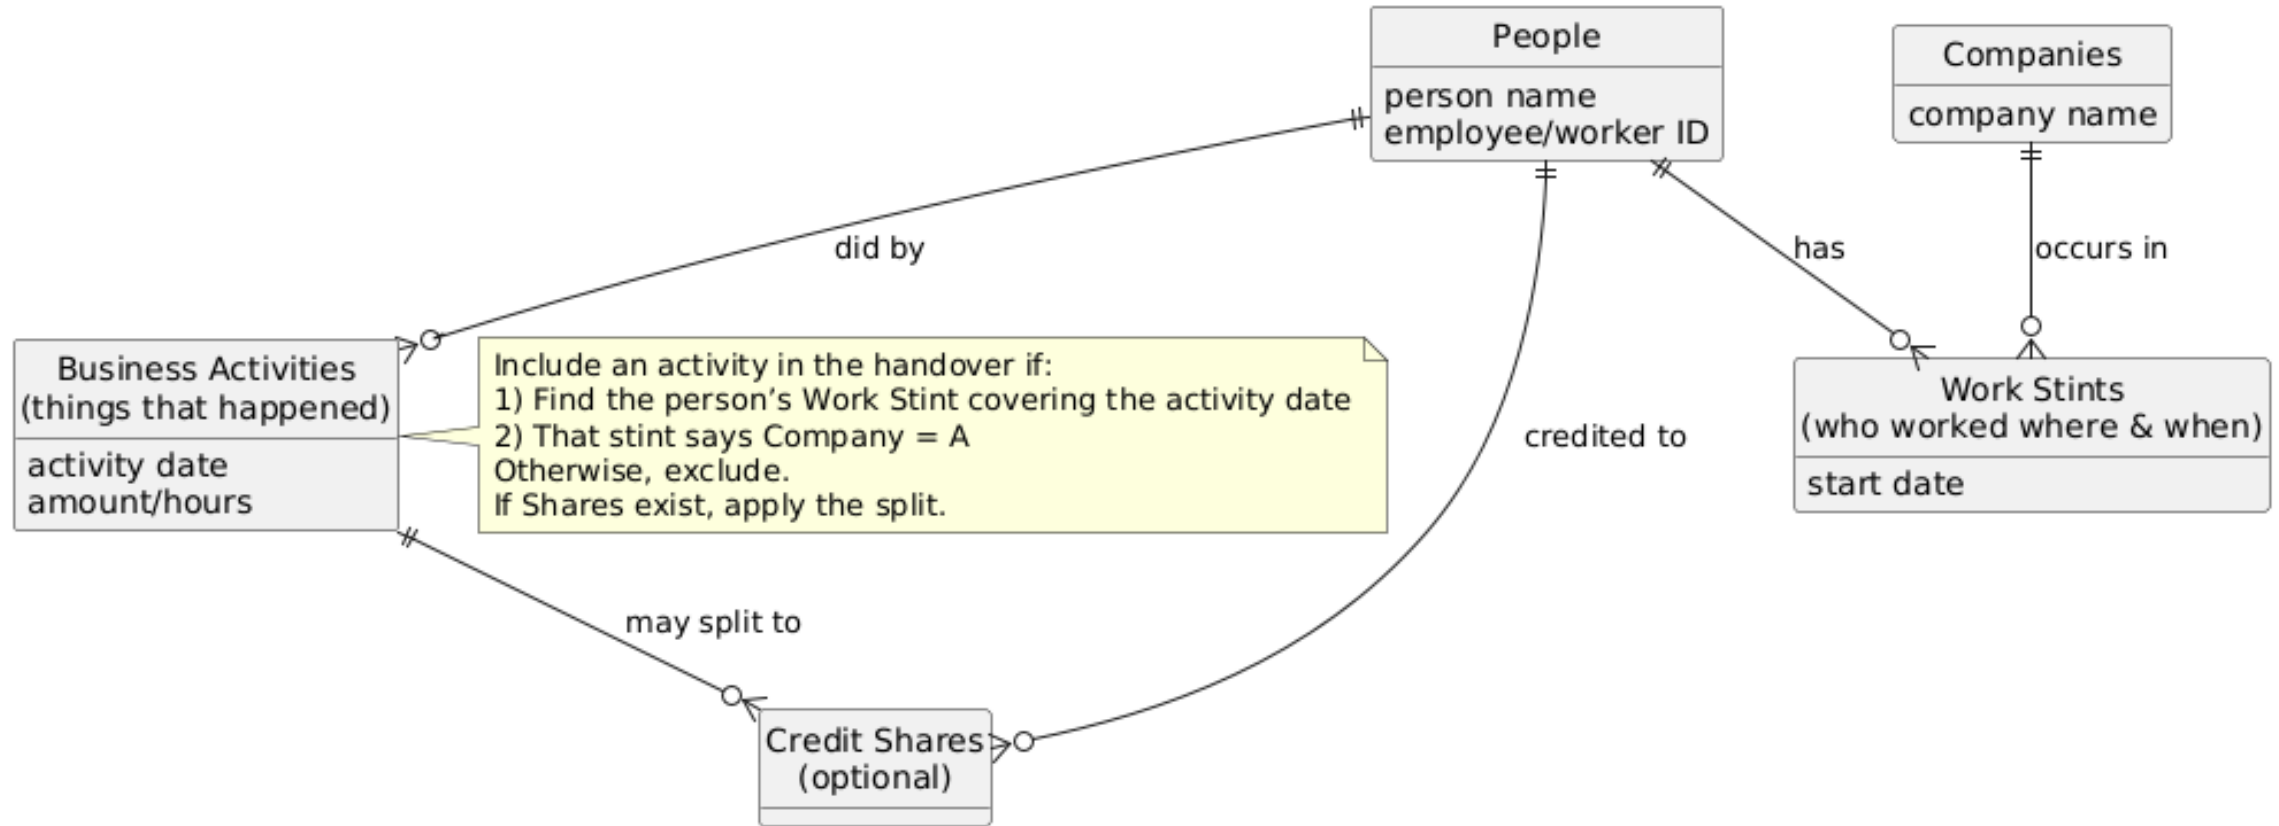 People
person name
employee/worker ID
Companies
company name
did by
has
occurs in
Business Activities
(things that happened)
activity date
amount/hours
Include an activity in the handover if:
1) Find the person’s Work Stint covering the activity date
2) That stint says Company = A
Otherwise, exclude.
If Shares exist, apply the split.
credited to
Work Stints
(who worked where & when)
start date
may split to
Credit Shares
(optional)